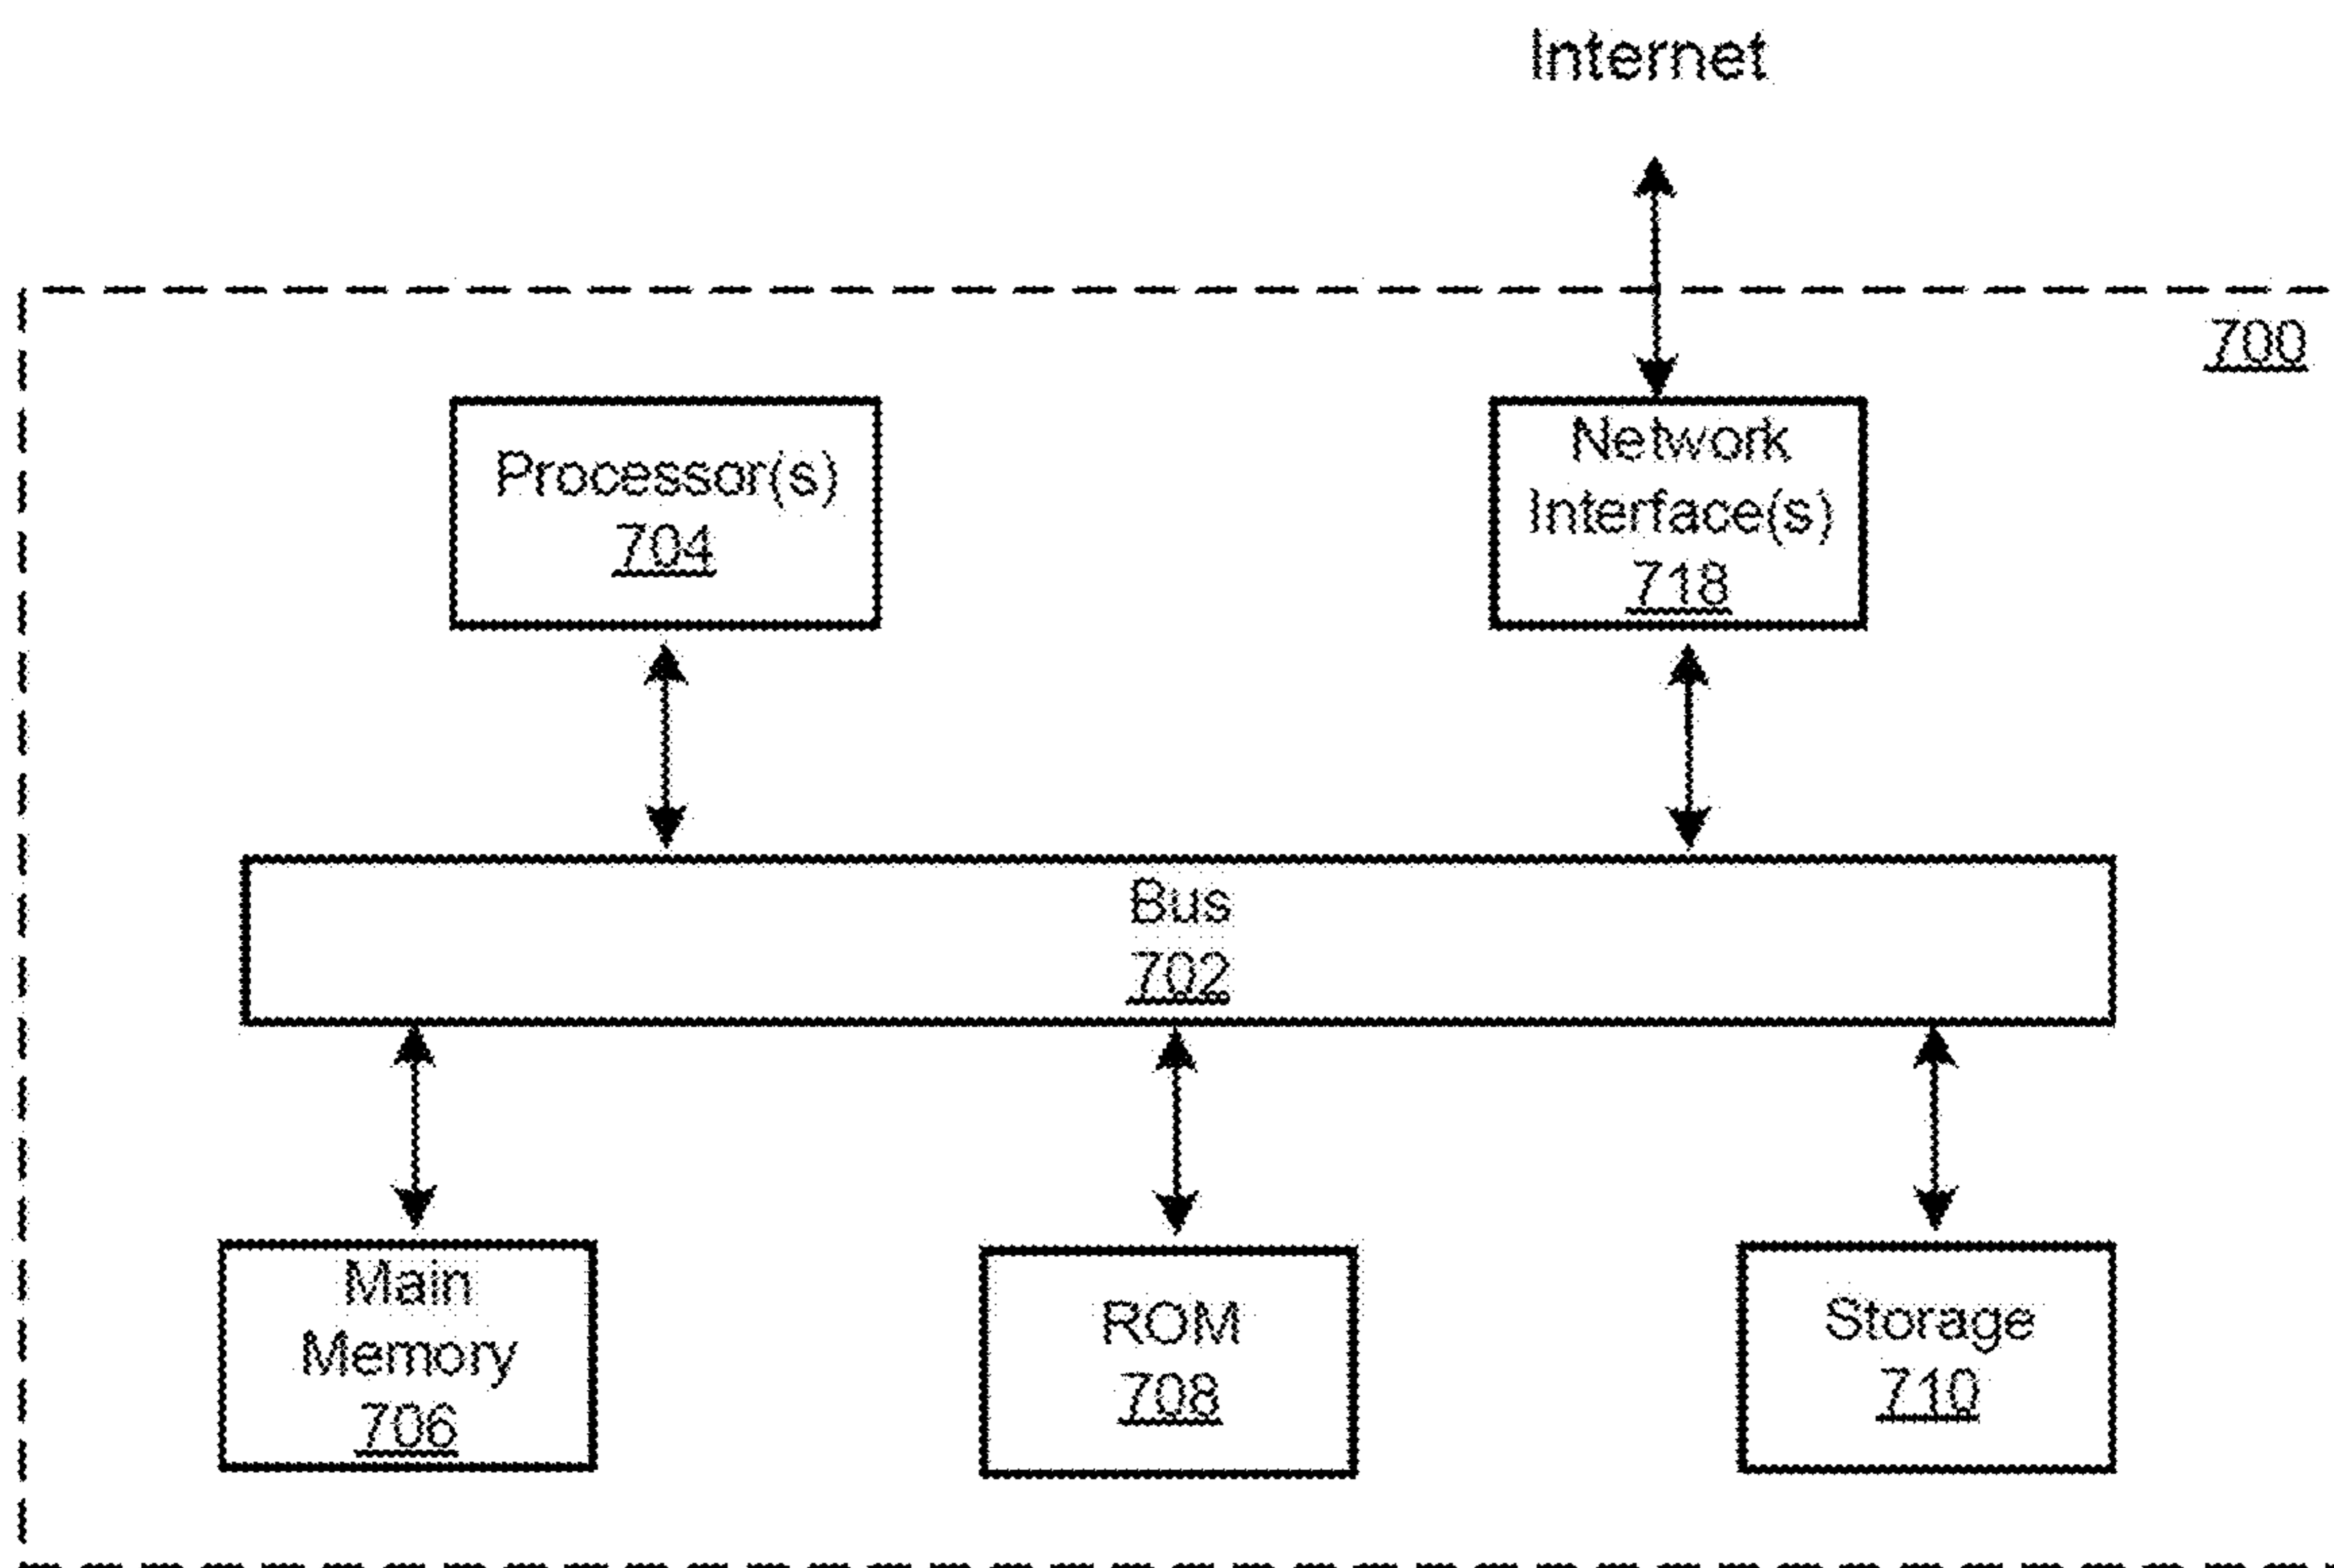 Internet
700
Processor(s)
704
Network
Interface(s)
718
Bus
702
Main
Memory
706
ROM
708
Storage
710